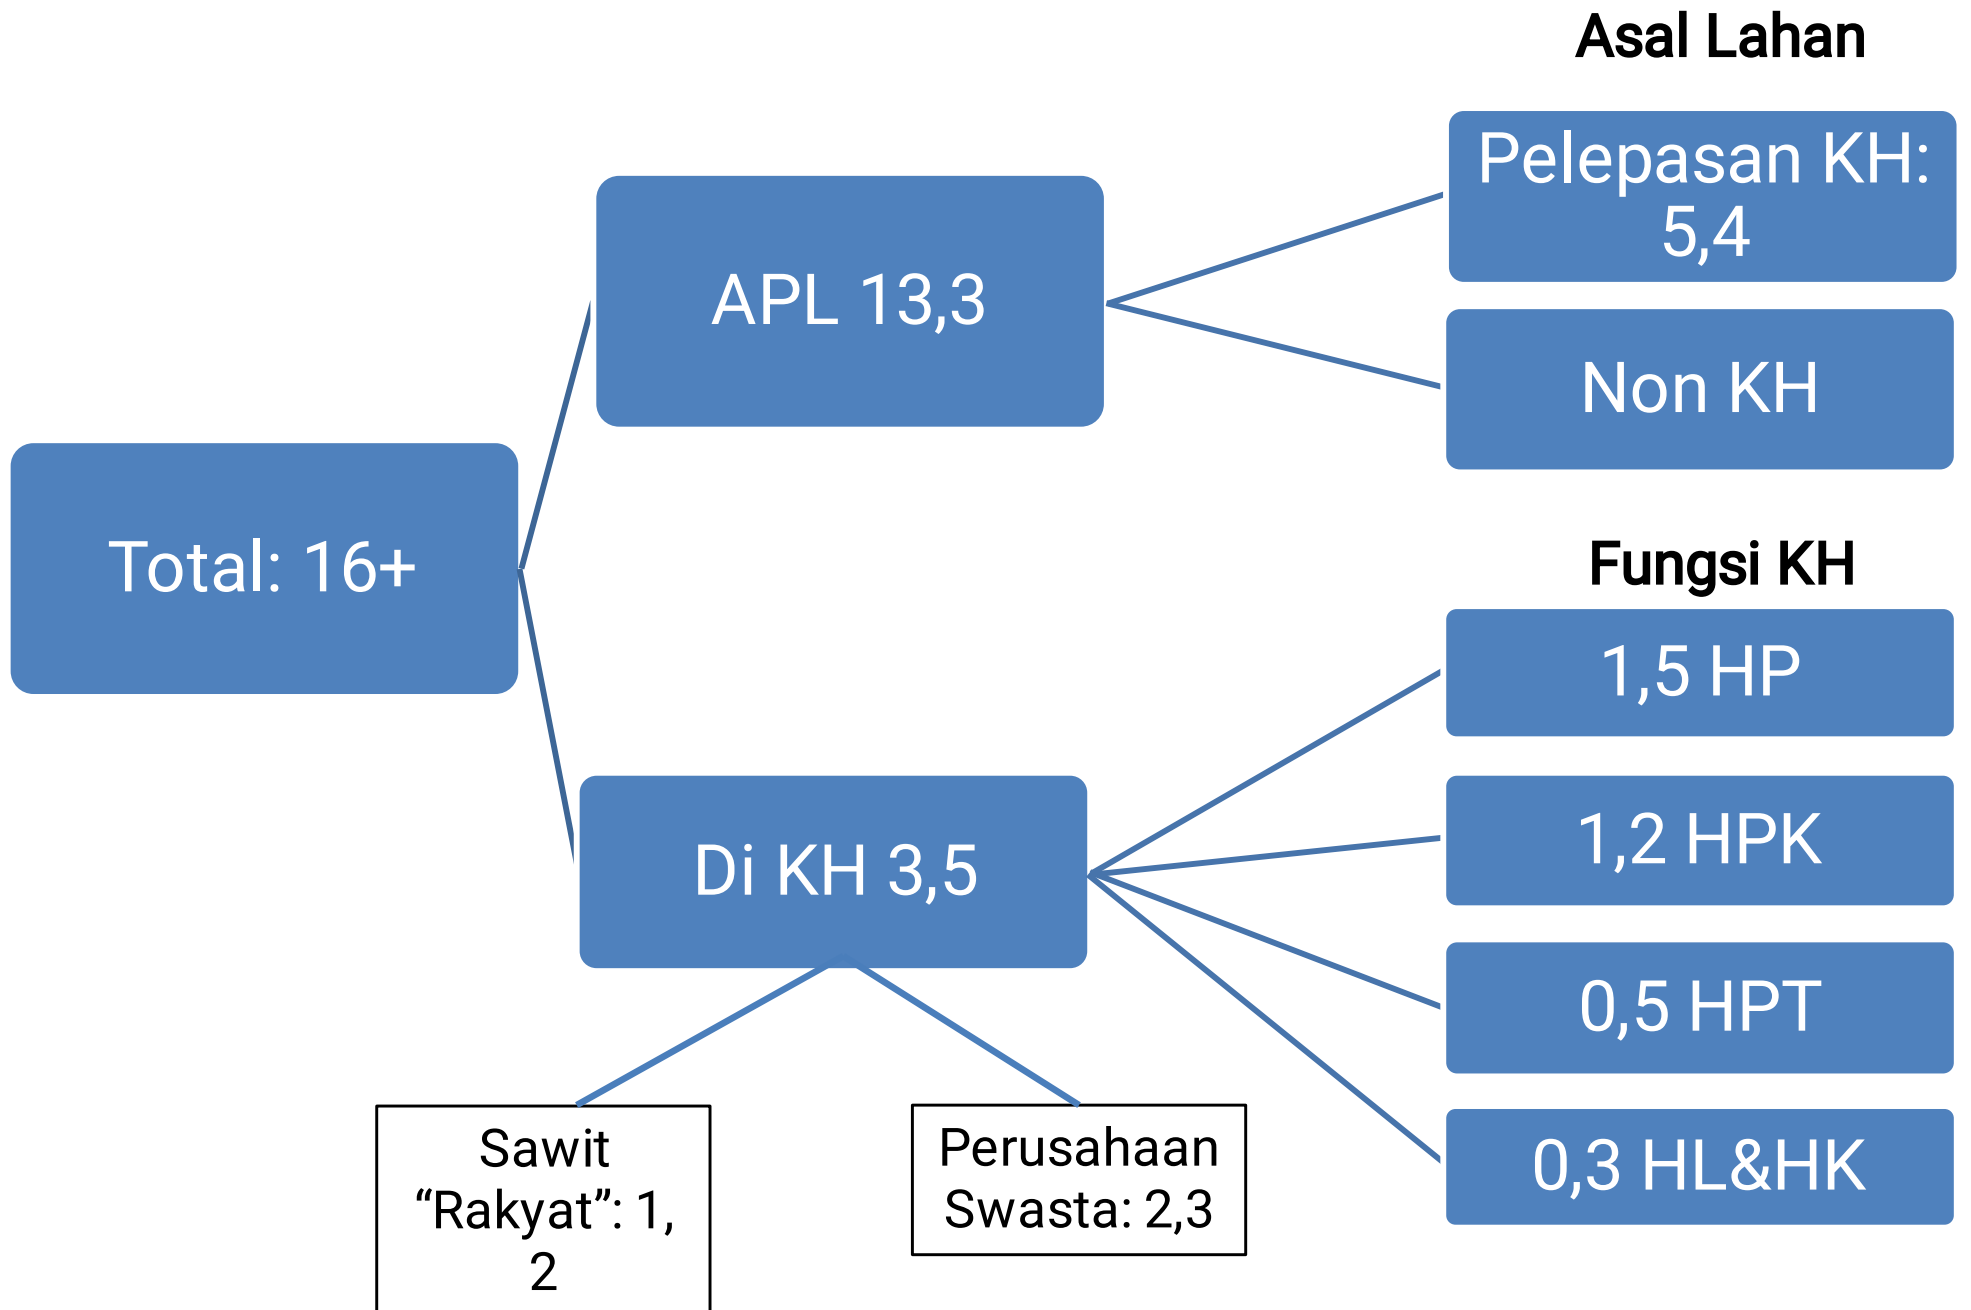 Asal Lahan
Pelepasan KH:
5,4
APL 13,3
Non KH
Total: 16+
Fungsi KH
1,5 HP
1,2 HPK
Di KH 3,5
0,5 HPT
0,3 HL&HK
Sawit
“Rakyat”: 1,
2
Perusahaan
Swasta: 2,3